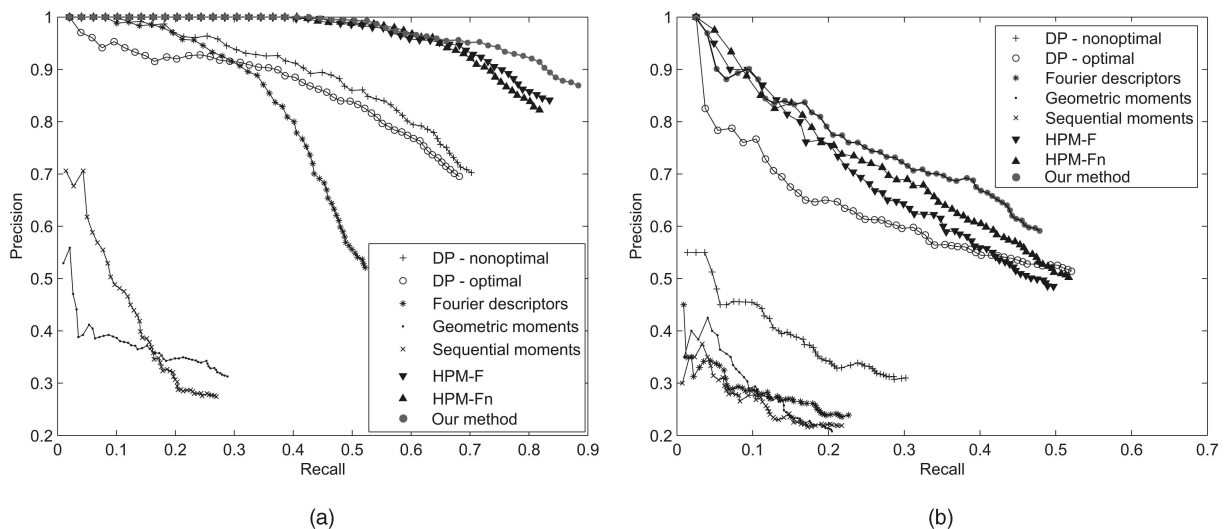 1
0.9
0.8
0.7
0.6
0.5
0.4
0.3
0.2
Precision
0 0.1 0.2 0.3 0.4 0.5 0.6 0.7 0.8 0.9
Recall
DP - nonoptimal
DP - optimal
Fourier descriptors
Geometric moments
Sequential moments
HPM-F
HPM-Fn
Our method
(a)
1
0.9
0.8
0.7
0.6
0.5
0.4
0.3
0.2
Precision
0 0.1 0.2 0.3 0.4 0.5 0.6 0.7
Recall
DP - nonoptimal
DP - optimal
Fourier descriptors
Geometric moments
Sequential moments
HPM-F
HPM-Fn
Our method
(b)